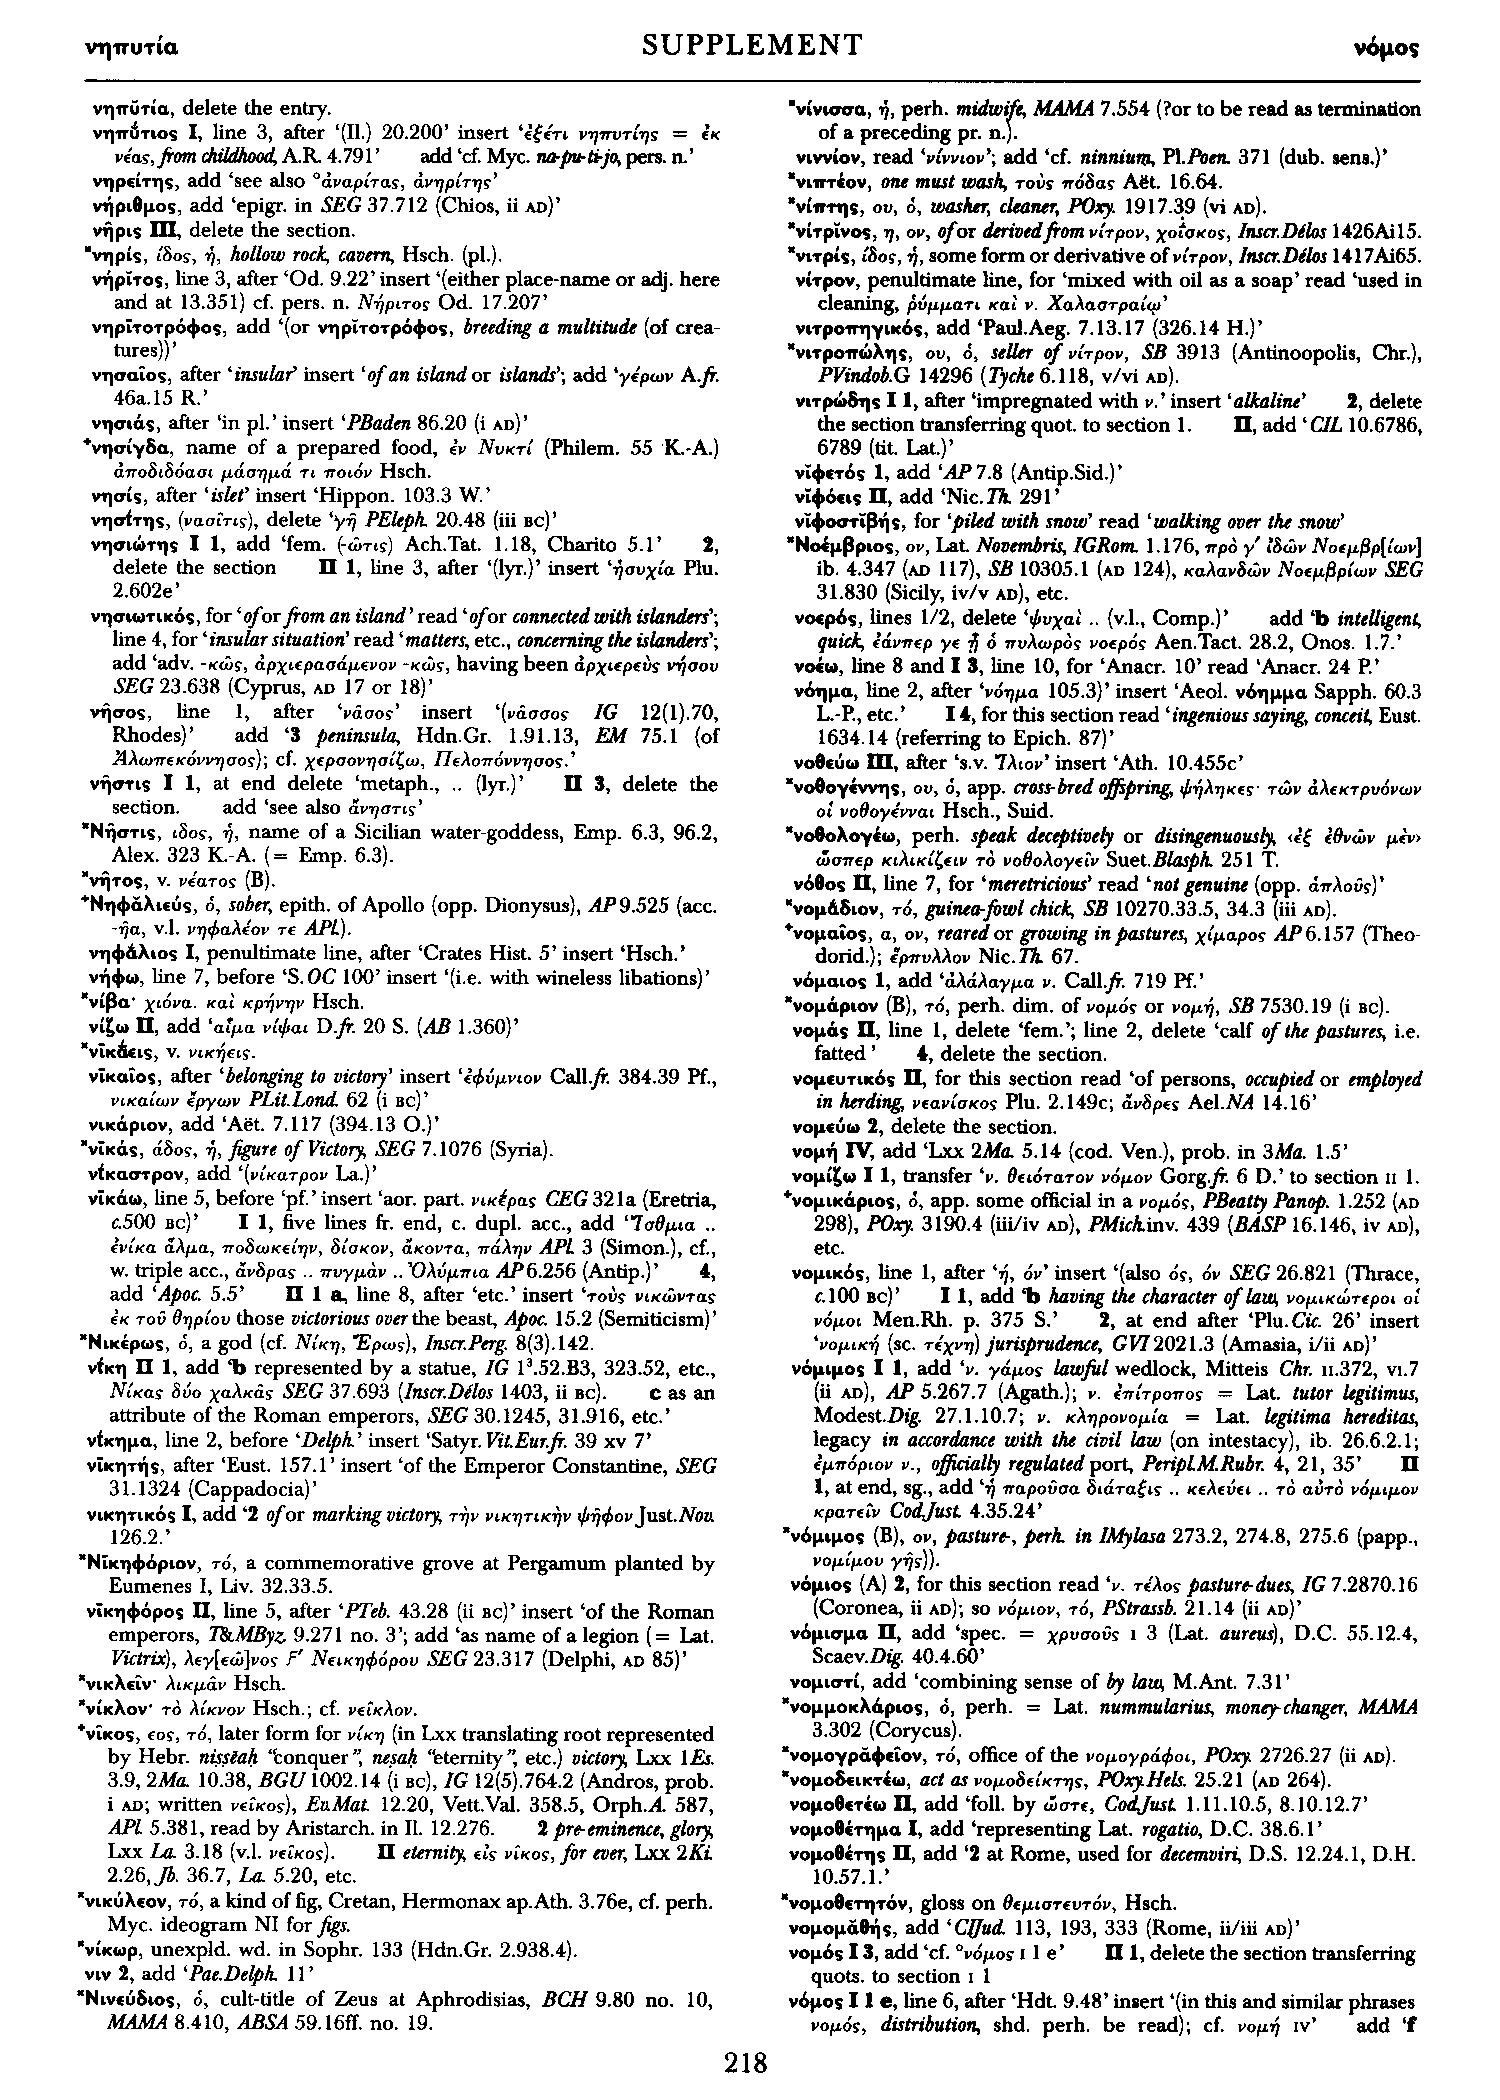 νηπυτία
SUPPLEMENT
νόμος
νηπῠτία, delete the entry.
νηπύτιος I, line 3, after ‘(Il.) 20.200’ insert ‘ἐξέτι νηπυτίης = ἐκ
νέας, from childhood, A.R. 4.791’ add ‘cf. Myc. na-pu-ti-jo, pers. n.’
νηρείτης, add ‘see also °ἀναρίτας, ἀνηρίτης’
νήριθμος, add ‘epigr. in SEG 37.712 (Chios, ii AD)’
νῆρις III, delete the section.
*νηρίς, ῖδος, ἡ, hollow rock, cavern, Hsch. (pl.).
νήρῐτος, line 3, after ‘Od. 9.22’ insert ‘(either place-name or adj. here
and at 13.351) cf. pers. n. Νήριτος Od. 17.207’
νηρῐτοτρόφος, add ‘(or νηρῑτοτρόφος, breeding a multitude (of crea-
tures))’
νησαῖος, after ‘insular’ insert ‘of an island or islands’; add ‘γέρων A.fr.
46a.15 R.’
νησιάς, after ‘in pl.’ insert ‘PBaden 86.20 (i AD)’
⁺νησίγδα, name of a prepared food, ἐν Νυκτί (Philem. 55 K.-A.)
ἀποδιδόασι μάσημά τι ποιόν Hsch.
νησίς, after ‘islet’ insert ‘Hippon. 103.3 W.’
νησίτης, (νασῖτις), delete ‘γῆ PEleph. 20.48 (iii BC)’
νησιώτης I 1, add ‘fem. (-ῶτις) Ach.Tat. 1.18, Charito 5.1’ 2,
delete the section II 1, line 3, after ‘(lyr.)’ insert ‘ἡσυχία Plu.
2.602e’
νησιωτικός, for ‘of or from an island’ read ‘of or connected with islanders’;
line 4, for ‘insular situation’ read ‘matters, etc., concerning the islanders’;
add ‘adv. -κῶς, ἀρχιερασάμενον -κῶς, having been ἀρχιερεὺς νήσου
SEG 23.638 (Cyprus, AD 17 or 18)’
νῆσος, line 1, after ‘νᾶσος’ insert ‘(νᾶσσος IG 12(1).70,
Rhodes)’ add ‘3 peninsula, Hdn.Gr. 1.91.13, EM 75.1 (of
Ἀλωπεκόννησος); cf. χερσονησίζω, Πελοπόννησος.’
νῆστις I 1, at end delete ‘metaph., .. (lyr.)’ II 3, delete the
section. add ‘see also ἄνηστις’
*Νῆστις, ιδος, ἡ, name of a Sicilian water-goddess, Emp. 6.3, 96.2,
Alex. 323 K.-A. (= Emp. 6.3).
*νῆτος, v. νέατος (B).
⁺Νηφᾰλιεύς, ὁ, sober, epith. of Apollo (opp. Dionysus), AP 9.525 (acc.
-ῆα, v.l. νηφαλέον τε APl.).
νηφάλιος I, penultimate line, after ‘Crates Hist. 5’ insert ‘Hsch.’
νήφω, line 7, before ‘S.OC 100’ insert ‘(i.e. with wineless libations)’
*νίβα· χιόνα. καὶ κρήνην Hsch.
νίζω II, add ‘αἷμα νίψαι D.fr. 20 S. (AB 1.360)’
*νῑκάεις, v. νικήεις.
νῑκαῖος, after ‘belonging to victory’ insert ‘ἐφύμνιον Call.fr. 384.39 Pf.,
νικαίων ἔργων PLit.Lond. 62 (i BC)’
νικάριον, add ‘Aët. 7.117 (394.13 O.)’
*νῑκάς, άδος, ἡ, figure of Victory, SEG 7.1076 (Syria).
νίκαστρον, add ‘(νίκατρον La.)’
νῑκάω, line 5, before ‘pf.’ insert ‘aor. part. νικέρας CEG 321a (Eretria,
c.500 BC)’ I 1, five lines fr. end, c. dupl. acc., add ‘Ἴσθμια ..
ἐνίκα ἅλμα, ποδωκείην, δίσκον, ἄκοντα, πάλην APl. 3 (Simon.), cf.,
w. triple acc., ἄνδρας .. πυγμὰν .. Ὀλύμπια AP 6.256 (Antip.)’ 4,
add ‘Apoc. 5.5’ II 1 a, line 8, after ‘etc.’ insert ‘τοὺς νικῶντας
ἐκ τοῦ θηρίου those victorious over the beast, Apoc. 15.2 (Semiticism)’
*Νικέρως, ὁ, a god (cf. Νίκη, Ἔρως), Inscr.Perg. 8(3).142.
νίκη II 1, add ‘b represented by a statue, IG 1³.52.B3, 323.52, etc.,
Νίκας δύο χαλκᾶς SEG 37.693 (Inscr.Délos 1403, ii BC). c as an
attribute of the Roman emperors, SEG 30.1245, 31.916, etc.’
νίκημα, line 2, before ‘Delph.’ insert ‘Satyr.Vit.Eur.fr. 39 xv 7’
νῑκητής, after ‘Eust. 157.1’ insert ‘of the Emperor Constantine, SEG
31.1324 (Cappadocia)’
νικητικός I, add ‘2 of or marking victory, τὴν νικητικὴν ψῆφον Just.Nov.
126.2.’
*Νῑκηφόριον, τό, a commemorative grove at Pergamum planted by
Eumenes I, Liv. 32.33.5.
νῑκηφόρος II, line 5, after ‘PTeb. 43.28 (ii BC)’ insert ‘of the Roman
emperors, T&MByz. 9.271 no. 3’; add ‘as name of a legion (= Lat.
Victrix), λεγ[εῶ]νος Ϝ′ Νεικηφόρου SEG 23.317 (Delphi, AD 85)’
*νικλεῖν· λικμᾶν Hsch.
*νίκλον· τὸ λίκνον Hsch.; cf. νεῖκλον.
⁺νῖκος, εος, τό, later form for νίκη (in Lxx translating root represented
by Hebr. niṣṣēaḥ “conquer”, neṣaḥ “eternity”, etc.) victory, Lxx 1Es.
3.9, 2Ma. 10.38, BGU 1002.14 (i BC), IG 12(5).764.2 (Andros, prob.
i AD; written νεῖκος), Eu.Mat. 12.20, Vett.Val. 358.5, Orph.A. 587,
APl. 5.381, read by Aristarch. in Il. 12.276. 2 pre-eminence, glory,
Lxx La. 3.18 (v.l. νεῖκος). II eternity, εἰς νῖκος, for ever, Lxx 2Ki.
2.26, Jb. 36.7, La. 5.20, etc.
*νικύλεον, τό, a kind of fig, Cretan, Hermonax ap.Ath. 3.76e, cf. perh.
Myc. ideogram NI for figs.
*νίκωρ, unexpld. wd. in Sophr. 133 (Hdn.Gr. 2.938.4).
νιν 2, add ‘Pae.Delph. 11’
*Νινεύδιος, ὁ, cult-title of Zeus at Aphrodisias, BCH 9.80 no. 10,
MAMA 8.410, ABSA 59.16ff. no. 19.
*νίνισσα, ἡ, perh. midwife, MAMA 7.554 (?or to be read as termination
of a preceding pr. n.).
νιννίον, read ‘νίννιον’; add ‘cf. ninnium, Pl.Poen. 371 (dub. sens.)’
*νιπτέον, one must wash, τοὺς πόδας Aët. 16.64.
*νίπτης, ου, ὁ, washer, cleaner, POxy. 1917.39 (vi AD).
*νίτρῐνος, η, ον, of or derived from νίτρον, χοΐσκος, Inscr.Délos 1426Ai15.
*νιτρίς, ῖδος, ἡ, some form or derivative of νίτρον, Inscr.Délos 1417Ai65.
νίτρον, penultimate line, for ‘mixed with oil as a soap’ read ‘used in
cleaning, ῥύμματι καὶ ν. Χαλαστραίῳ’
νιτροπηγικός, add ‘Paul.Aeg. 7.13.17 (326.14 H.)’
*νιτροπώλης, ου, ὁ, seller of νίτρον, SB 3913 (Antinoopolis, Chr.),
PVindob.G 14296 (Tyche 6.118, v/vi AD).
νιτρώδης I 1, after ‘impregnated with ν.’ insert ‘alkaline’ 2, delete
the section transferring quot. to section 1. II, add ‘CIL 10.6786,
6789 (tit. Lat.)’
νῐφετός 1, add ‘AP 7.8 (Antip.Sid.)’
νῐφόεις II, add ‘Nic.Th. 291’
νῐφοστῐβής, for ‘piled with snow’ read ‘walking over the snow’
*Νοέμβριος, ον, Lat. Novembris, IGRom. 1.176, πρὸ γ′ ἰδῶν Νοεμβρ[ίων]
ib. 4.347 (AD 117), SB 10305.1 (AD 124), καλανδῶν Νοεμβρίων SEG
31.830 (Sicily, iv/v AD), etc.
νοερός, lines 1/2, delete ‘ψυχαὶ .. (v.l., Comp.)’ add ‘b intelligent,
quick, ἐάνπερ γε ᾖ ὁ πυλωρὸς νοερός Aen.Tact. 28.2, Onos. 1.7.’
νοέω, line 8 and I 3, line 10, for ‘Anacr. 10’ read ‘Anacr. 24 P.’
νόημα, line 2, after ‘νόημα 105.3)’ insert ‘Aeol. νόημμα Sapph. 60.3
L.-P., etc.’ I 4, for this section read ‘ingenious saying, conceit, Eust.
1634.14 (referring to Epich. 87)’
νοθεύω III, after ‘s.v. Ἴλιον’ insert ‘Ath. 10.455c’
*νοθογέννης, ου, ὁ, app. cross-bred offspring, ψήληκες· τῶν ἀλεκτρυόνων
οἱ νοθογένναι Hsch., Suid.
*νοθολογέω, perh. speak deceptively or disingenuously, ‹ἐξ ἐθνῶν μὲν›
ὥσπερ κιλικίζειν τὸ νοθολογεῖν Suet.Blasph. 251 T.
νόθος II, line 7, for ‘meretricious’ read ‘not genuine (opp. ἁπλοῦς)’
*νομάδιον, τό, guinea-fowl chick, SB 10270.33.5, 34.3 (iii AD).
⁺νομαῖος, α, ον, reared or growing in pastures, χίμαρος AP 6.157 (Theo-
dorid.); ἕρπυλλον Nic.Th. 67.
νόμαιος 1, add ‘ἀλάλαγμα ν. Call.fr. 719 Pf.’
*νομάριον (B), τό, perh. dim. of νομός or νομή, SB 7530.19 (i BC).
νομάς II, line 1, delete ‘fem.’; line 2, delete ‘calf of the pastures, i.e.
fatted ’ 4, delete the section.
νομευτικός II, for this section read ‘of persons, occupied or employed
in herding, νεανίσκος Plu. 2.149c; ἄνδρες Ael.NA 14.16’
νομεύω 2, delete the section.
νομή IV, add ‘Lxx 2Ma. 5.14 (cod. Ven.), prob. in 3Ma. 1.5’
νομίζω I 1, transfer ‘ν. θειότατον νόμον Gorg.fr. 6 D.’ to section II 1.
⁺νομικάριος, ὁ, app. some official in a νομός, PBeatty Panop. 1.252 (AD
298), POxy. 3190.4 (iii/iv AD), PMich.inv. 439 (BASP 16.146, iv AD),
etc.
νομικός, line 1, after ‘ή, όν’ insert ‘(also ός, όν SEG 26.821 (Thrace,
c.100 BC)’ I 1, add ‘b having the character of law, νομικώτεροι οἱ
νόμοι Men.Rh. p. 375 S.’ 2, at end after ‘Plu.Cic. 26’ insert
‘νομική (sc. τέχνη) jurisprudence, GVI 2021.3 (Amasia, i/ii AD)’
νόμιμος I 1, add ‘ν. γάμος lawful wedlock, Mitteis Chr. II.372, VI.7
(ii AD), AP 5.267.7 (Agath.); ν. ἐπίτροπος = Lat. tutor legitimus,
Modest.Dig. 27.1.10.7; ν. κληρονομία = Lat. legitima hereditas,
legacy in accordance with the civil law (on intestacy), ib. 26.6.2.1;
ἐμπόριον ν., officially regulated port, Peripl.M.Rubr. 4, 21, 35’ II
1, at end, sg., add ‘ἡ παροῦσα διάταξις .. κελεύει .. τὸ αὐτὸ νόμιμον
κρατεῖν Cod.Just. 4.35.24’
*νόμιμος (B), ον, pasture-, perh. in IMylasa 273.2, 274.8, 275.6 (papp.,
νομίμου γῆς)).
νόμιος (A) 2, for this section read ‘ν. τέλος pasture-dues, IG 7.2870.16
(Coronea, ii AD); so νόμιον, τό, PStrassb. 21.14 (ii AD)’
νόμισμα II, add ‘spec. = χρυσοῦς I 3 (Lat. aureus), D.C. 55.12.4,
Scaev.Dig. 40.4.60’
νομιστί, add ‘combining sense of by law, M.Ant. 7.31’
*νομμοκλάριος, ὁ, perh. = Lat. nummularius, money-changer, MAMA
3.302 (Corycus).
*νομογρᾰφεῖον, τό, office of the νομογράφοι, POxy. 2726.27 (ii AD).
*νομοδεικτέω, act as νομοδείκτης, POxy.Hels. 25.21 (AD 264).
νομοθετέω II, add ‘foll. by ὥστε, Cod.Just. 1.11.10.5, 8.10.12.7’
νομοθέτημα I, add ‘representing Lat. rogatio, D.C. 38.6.1’
νομοθέτης II, add ‘2 at Rome, used for decemviri, D.S. 12.24.1, D.H.
10.57.1.’
*νομοθετητόν, gloss on θεμιστευτόν, Hsch.
νομομᾰθής, add ‘CIJud. 113, 193, 333 (Rome, ii/iii AD)’
νομός I 3, add ‘cf. °νόμος I 1 e’ II 1, delete the section transferring
quots. to section I 1
νόμος I 1 e, line 6, after ‘Hdt. 9.48’ insert ‘(in this and similar phrases
νομός, distribution, shd. perh. be read); cf. νομή IV’ add ‘f
218